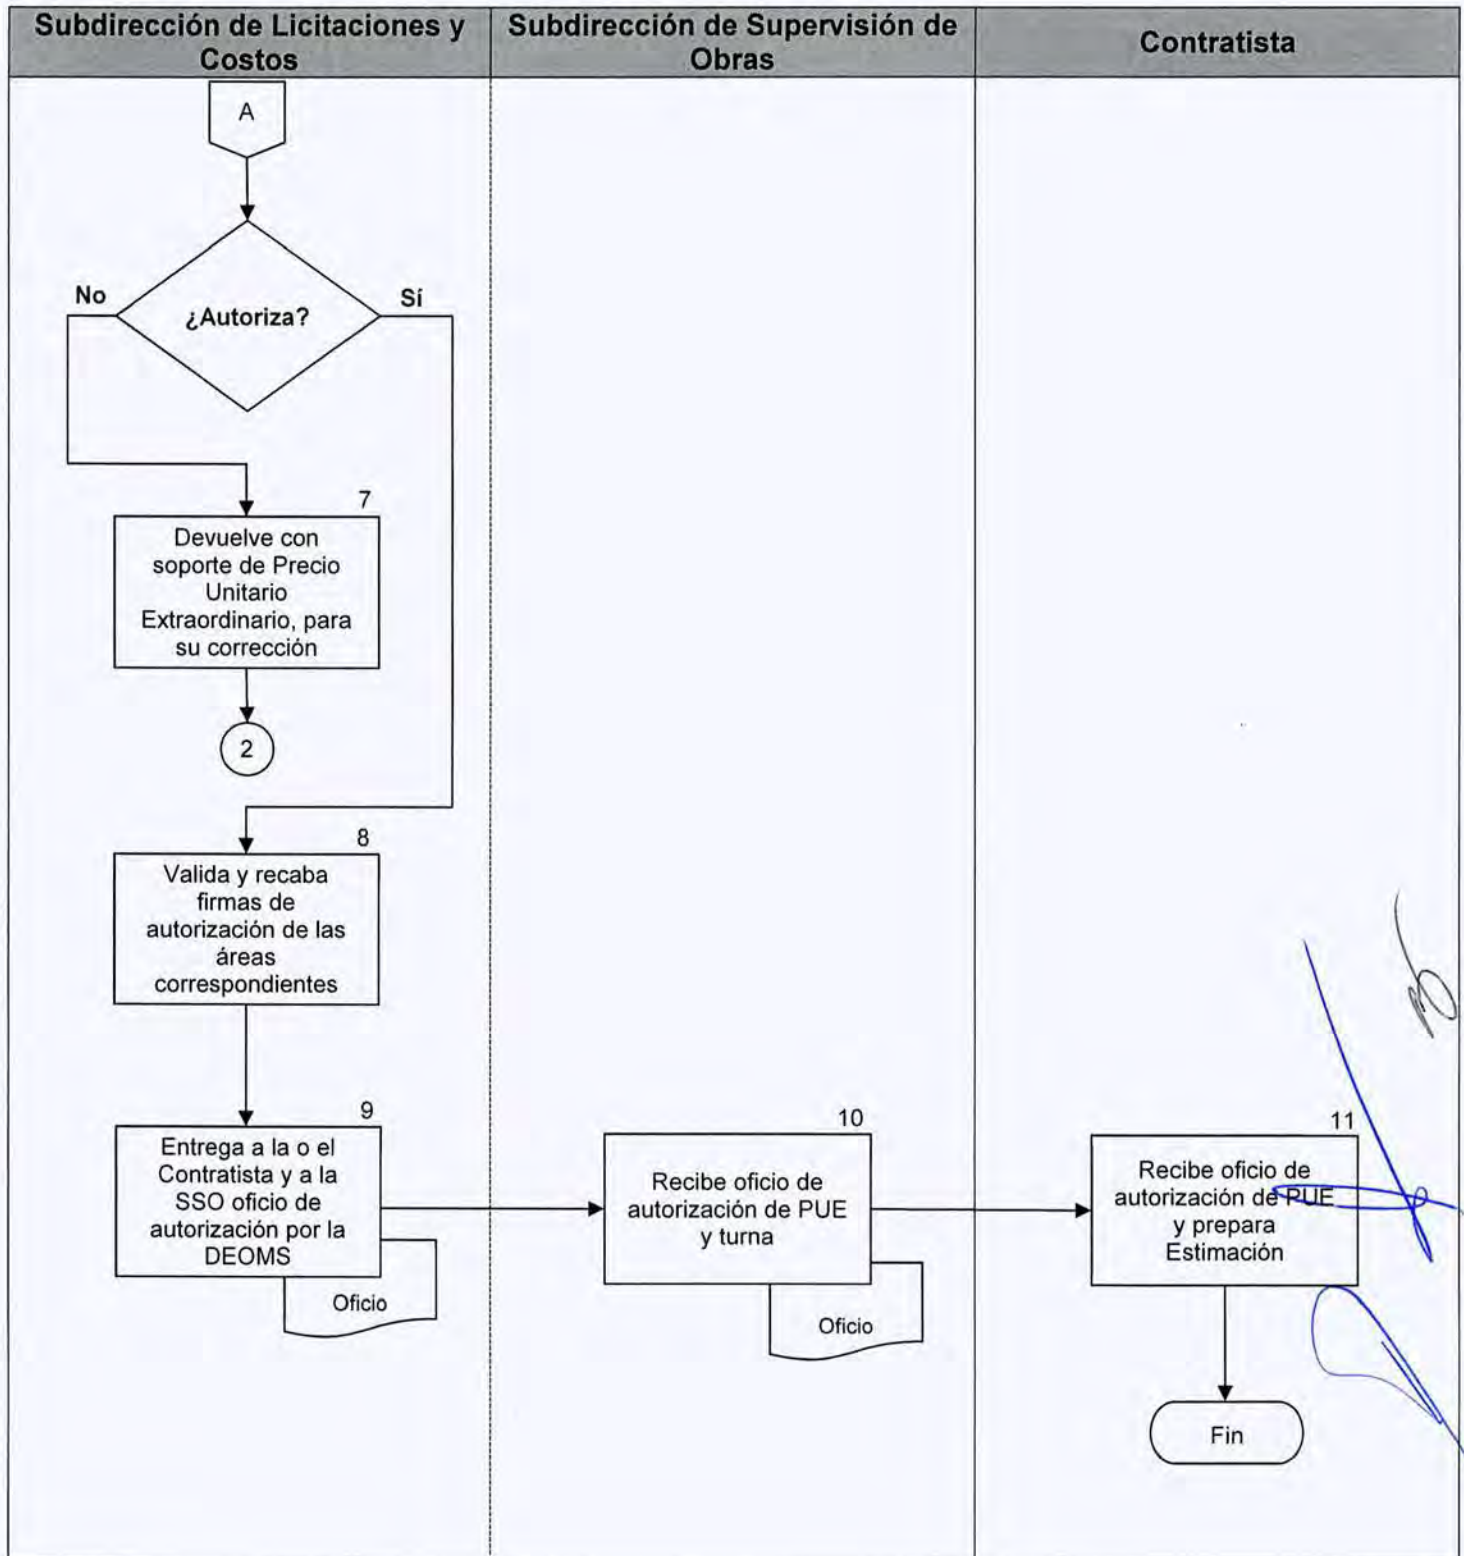 Subdirección de Licitaciones y
Costos
Subdirección de Supervisión de
Obras
Contratista
A
¿Autoriza?
No
Sí
7
Devuelve con
soporte de Precio
Unitario
Extraordinario, para
su corrección
2
8
Valida y recaba
firmas de
autorización de las
áreas
correspondientes
9
Entrega a la o el
Contratista y a la
SSO oficio de
autorización por la
DEOMS
Oficio
10
Recibe oficio de
autorización de PUE
y turna
Oficio
11
Recibe oficio de
autorización de PUE
y prepara
Estimación
Fin